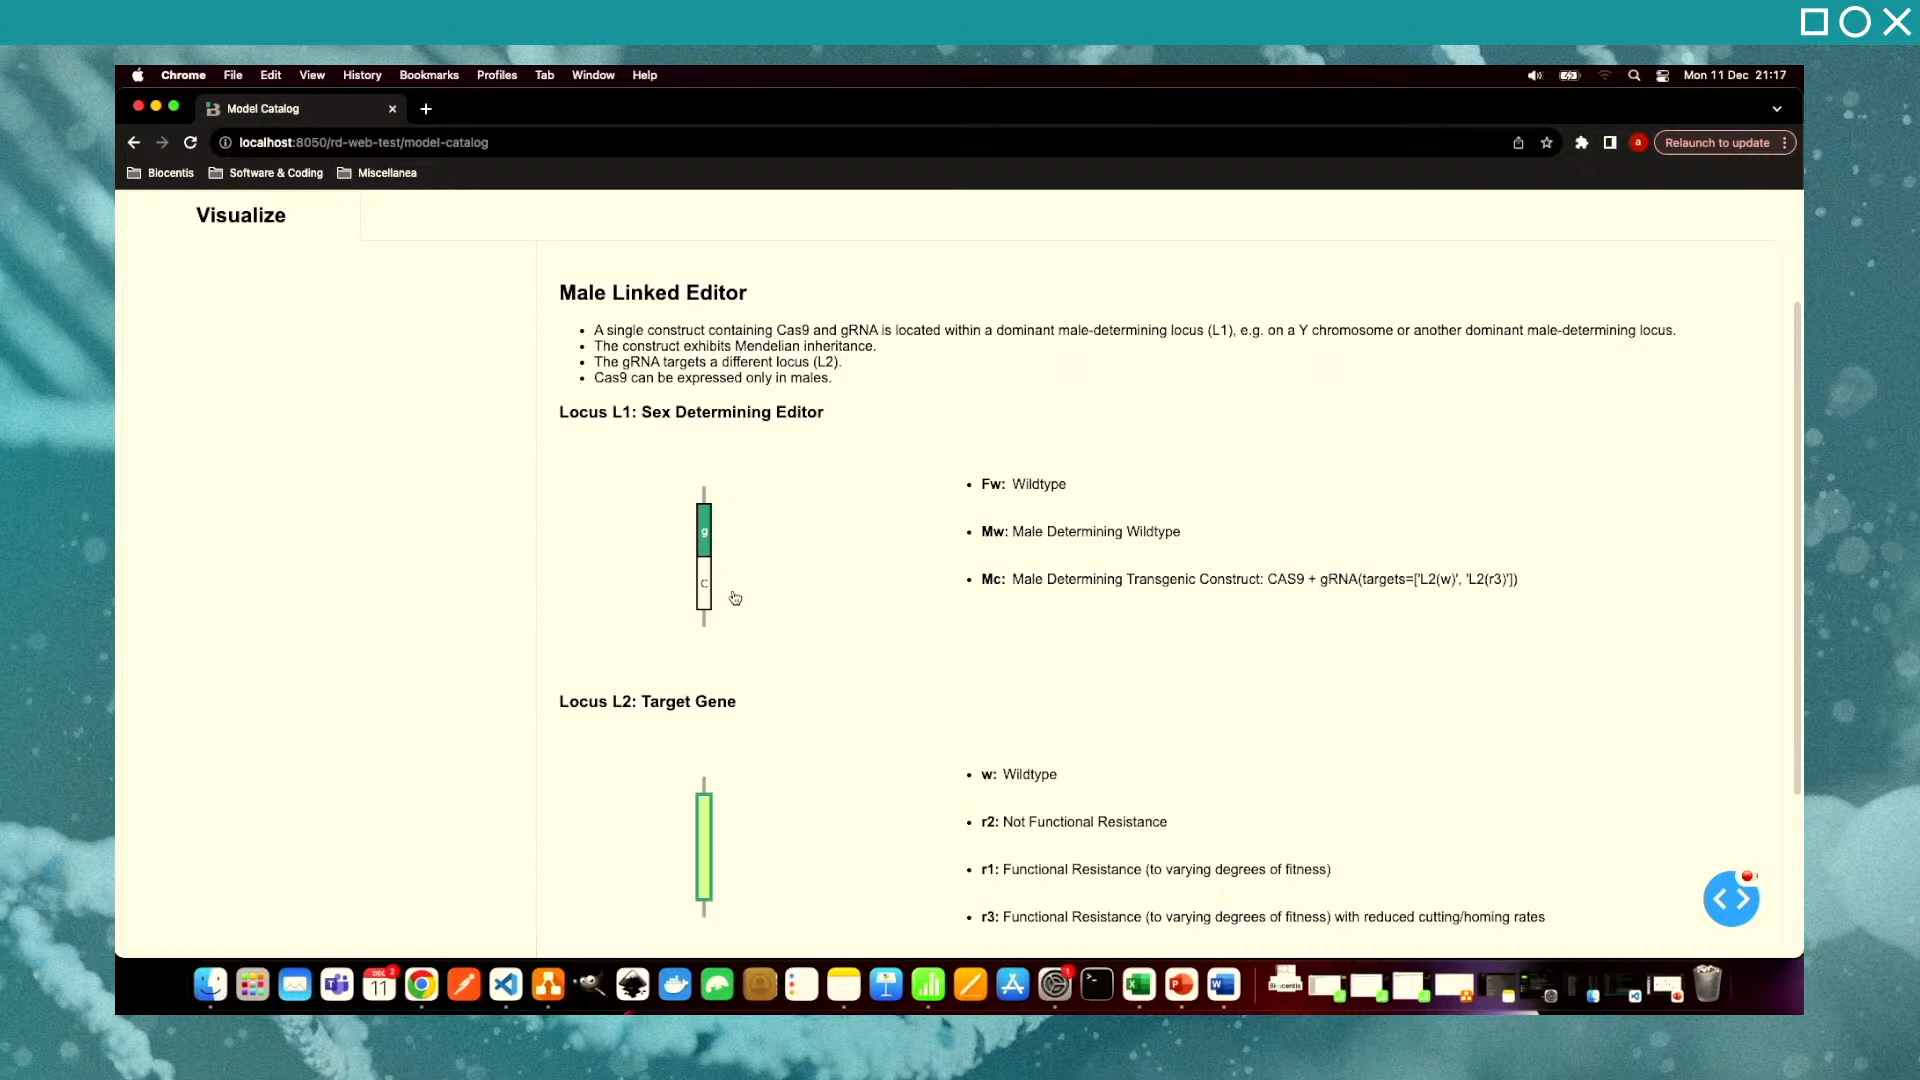 Chrome File Edit View History Bookmarks Profiles Tab Window Help Mon 11 Dec 21:17
Model Catalog
localhost:8050/rd-web-test/model-catalog a Relaunch to update
Biocentis Software & Coding Miscellanea
Visualize
Male Linked Editor
• A single construct containing Cas9 and gRNA is located within a dominant male-determining locus (L1), e.g. on a Y chromosome or another dominant male-determining locus.
• The construct exhibits Mendelian inheritance.
• The gRNA targets a different locus (L2).
• Cas9 can be expressed only in males.
Locus L1: Sex Determining Editor
g
C
• Fw: Wildtype
• Mw: Male Determining Wildtype
• Mc: Male Determining Transgenic Construct: CAS9 + gRNA(targets=['L2(w)', 'L2(r3)'])
Locus L2: Target Gene
• w: Wildtype
• r2: Not Functional Resistance
• r1: Functional Resistance (to varying degrees of fitness)
• r3: Functional Resistance (to varying degrees of fitness) with reduced cutting/homing rates
DEC 2
11
1
Biocentis